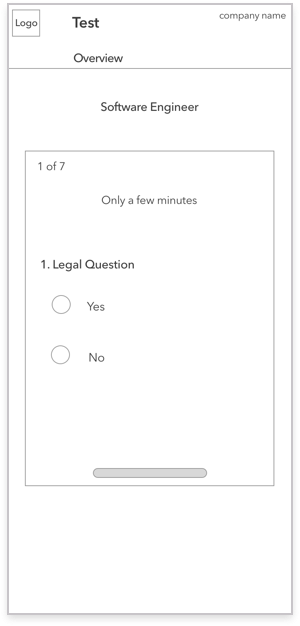 Logo
Test
company name
Overview
Software Engineer
1 of 7
Only a few minutes
1. Legal Question
Yes
No